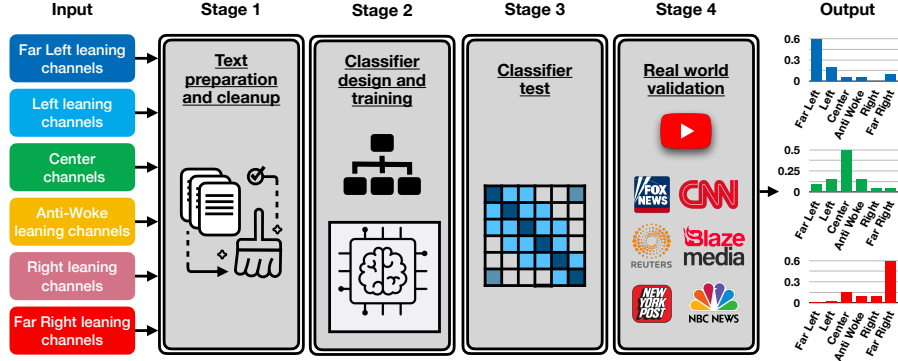 Input
Stage 1
Stage 2
Stage 3
Stage 4
Output
Far Left leaning
channels
Left leaning
channels
Center
channels
Anti-Woke
leaning channels
Right leaning
channels
Far Right leaning
channels
Text
preparation
and cleanup
Classifier
design and
training
Classifier
test
Real world
validation
FOX
NEWS
CNN
REUTERS
Blaze
media
NEW
YORK
POST
NBC NEWS
0.6
0.3
0
Far Left
Left
Center
Anti Woke
Right
Far Right
0.5
0.25
0
Far Left
Left
Center
Anti Woke
Right
Far Right
0.6
0.3
0
Far Left
Left
Center
Anti Woke
Right
Far Right